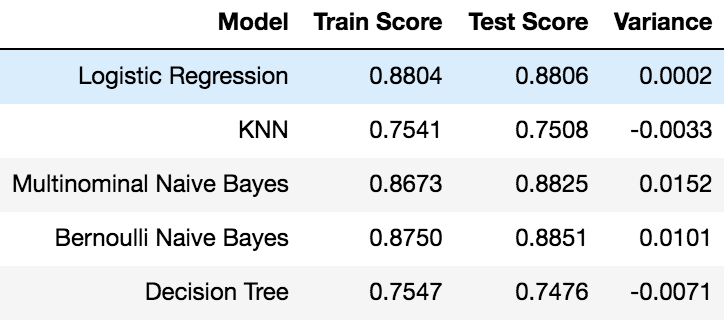 Model Train Score Test Score Variance
Logistic Regression 0.8804 0.8806 0.0002
KNN 0.7541 0.7508 -0.0033
Multinominal Naive Bayes 0.8673 0.8825 0.0152
Bernoulli Naive Bayes 0.8750 0.8851 0.0101
Decision Tree 0.7547 0.7476 -0.0071